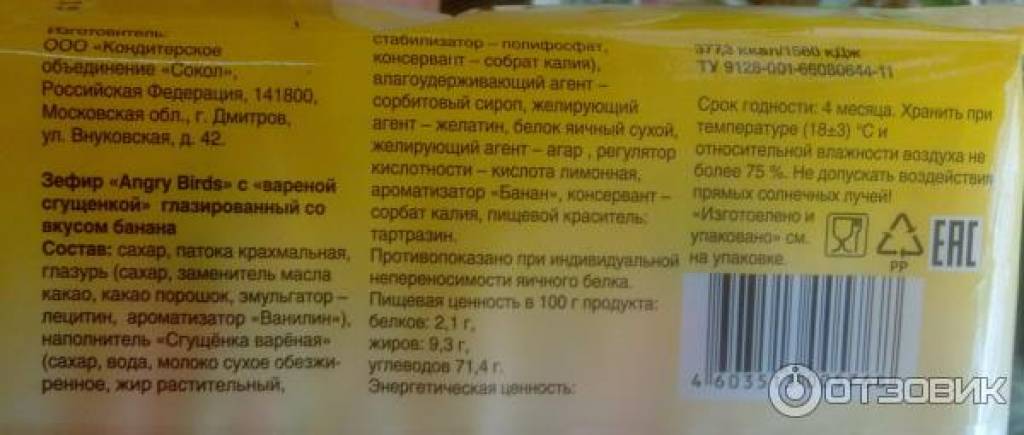 Изготовитель:
ООО «Кондитерское
объединение «Сокол»,
Российская Федерация, 141800,
Московская обл., г. Дмитров,
ул. Внуковская, д. 42.
Зефир «Angry Birds» с «вареной
сгущенкой» глазированный со
вкусом банана
Состав: сахар, патока крахмальная,
глазурь (сахар, заменитель масла
какао, какао порошок, эмульгатор –
лецитин, ароматизатор «Ванилин»),
наполнитель «Сгущёнка варёная»
(сахар, вода, молоко сухое обезжи-
ренное, жир растительный,
стабилизатор – полифосфат,
консервант – собрат калия),
влагоудерживающий агент –
сорбитовый сироп, желирующий
агент – желатин, белок яичный сухой,
желирующий агент – агар , регулятор
кислотности – кислота лимонная,
ароматизатор «Банан», консервант –
сорбат калия, пищевой краситель:
тартразин.
Противопоказано при индивидуальной
непереносимости яичного белка.
Пищевая ценность в 100 г продукта:
белков: 2,1 г,
жиров: 9,3 г,
углеводов 71,4 г.
Энергетическая ценность:
377,3 ккал/1580 кДж
ТУ 9128-001-66080644-11
Срок годности: 4 месяца. Хранить при
температуре (18±3) °С и
относительной влажности воздуха не
более 75 %. Не допускать воздействия
прямых солнечных лучей!
«Изготовлено и
упаковано» см.
на упаковке.
PP
EAC
ОТЗОВИК